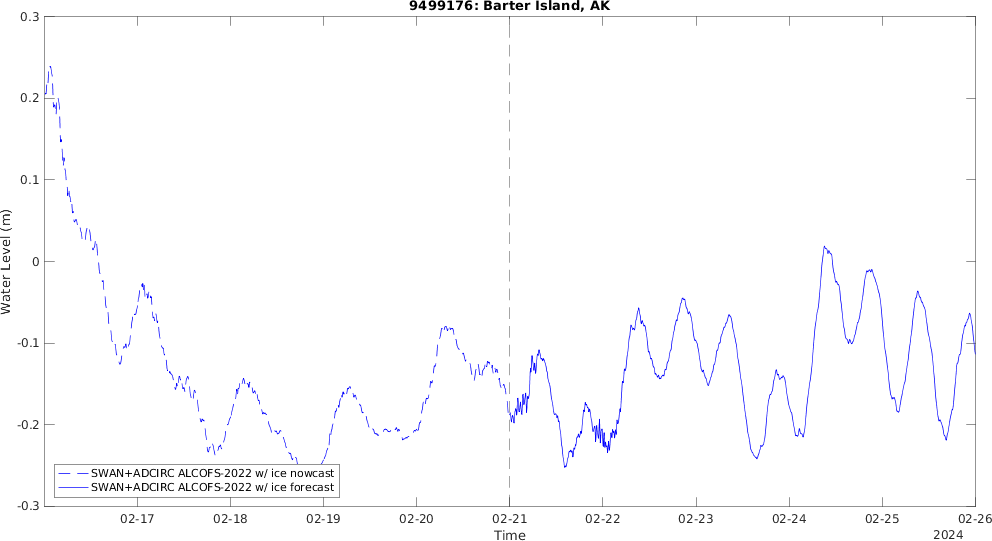 9499176: Barter Island, AK
0.3
0.2
0.1
0
-0.1
-0.2
-0.3
Water Level (m)
SWAN+ADCIRC ALCOFS-2022 w/ ice nowcast
SWAN+ADCIRC ALCOFS-2022 w/ ice forecast
02-17 02-18 02-19 02-20 02-21 02-22 02-23 02-24 02-25 02-26
Time
2024